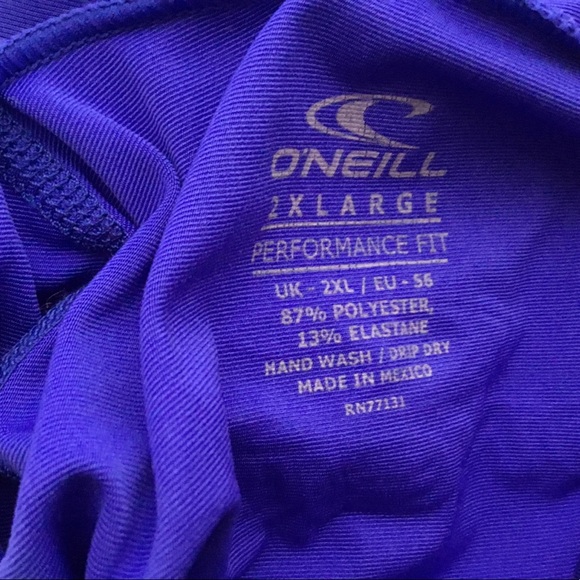 O'NEILL
2XLARGE
PERFORMANCE FIT
UK - 2XL / EU - 56
87% POLYESTER,
13% ELASTANE
HAND WASH / DRIP DRY
MADE IN MEXICO
RN77131